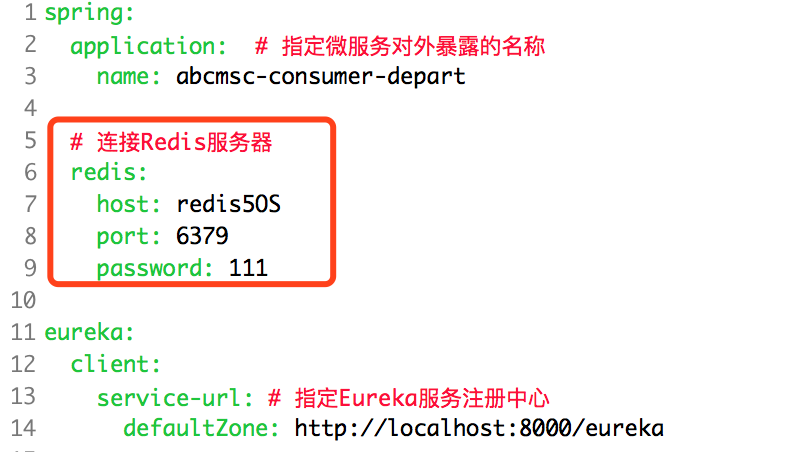 1 spring:
2   application:  # 指定微服务对外暴露的名称
3     name: abcmsc-consumer-depart
4
5   # 连接Redis服务器
6   redis:
7     host: redis5OS
8     port: 6379
9     password: 111
10
11 eureka:
12   client:
13     service-url: # 指定Eureka服务注册中心
14       defaultZone: http://localhost:8000/eureka